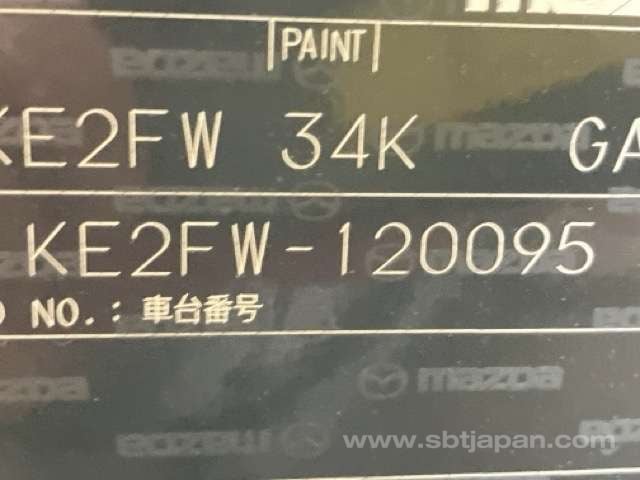 PAINT
KE2FW 34K GA
KE2FW-120095
NO.: 車台番号
mazda
www.sbtjapan.com